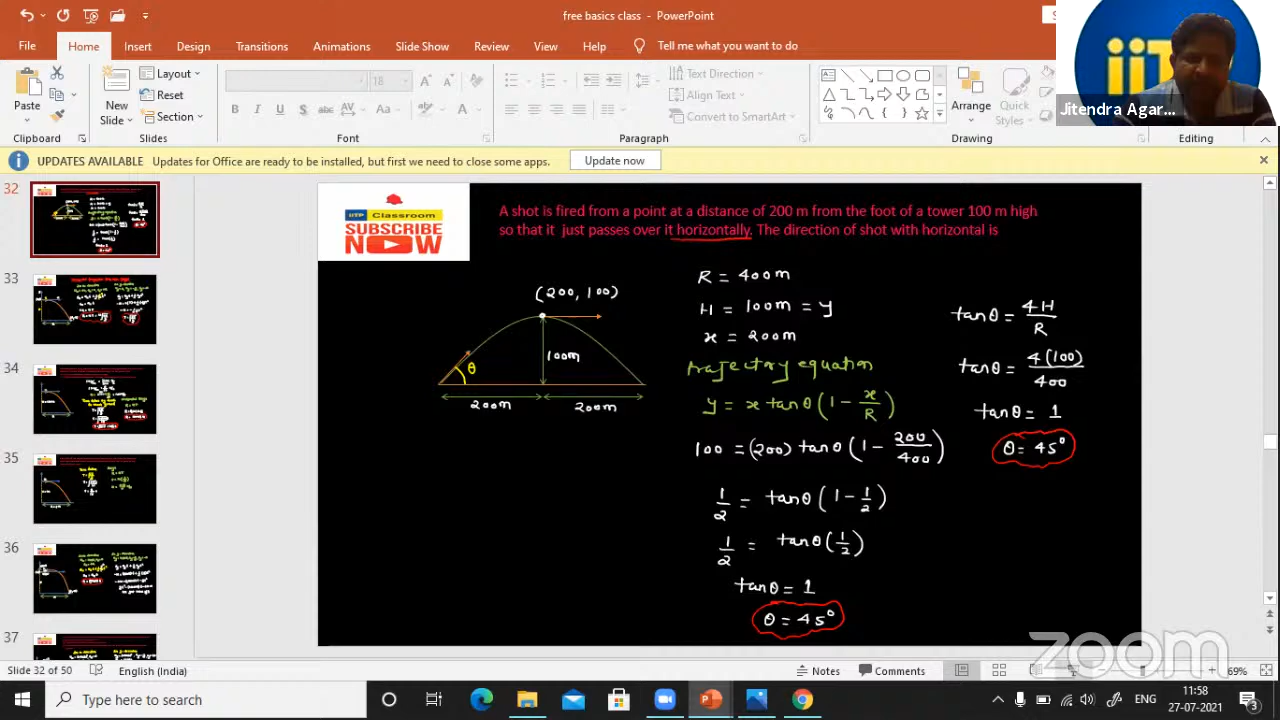 free basics class - PowerPoint
File Home Insert Design Transitions Animations Slide Show Review View Help Tell me what you want to do
Paste
New Slide
Layout
Reset
Section
18
B I U S abc AV Aa A
Text Direction
Align Text
Convert to SmartArt
Arrange
Quick
Clipboard Slides Font Paragraph Drawing Editing
iiT
Jitendra Agar...
UPDATES AVAILABLE Updates for Office are ready to be installed, but first we need to close some apps. Update now
32
33
34
35
36
37
IITP Classroom
SUBSCRIBE
NOW
A shot is fired from a point at a distance of 200 m from the foot of a tower 100 m high
so that it just passes over it horizontally. The direction of shot with horizontal is
(200, 100)
θ
100m
200m 200m
R = 400m
H = 100m = y
x = 200m
Trajectory equation
y = x tanθ (1 - x/R)
100 = (200) tanθ (1 - 200/400)
1/2 = tanθ (1 - 1/2)
1/2 = tanθ (1/2)
tanθ = 1
θ = 45°
tanθ = 4H/R
tanθ = 4(100)/400
tanθ = 1
θ = 45°
zoom
Slide 32 of 50 English (India) Notes Comments 69%
Type here to search
ENG
11:58
27-07-2021
3